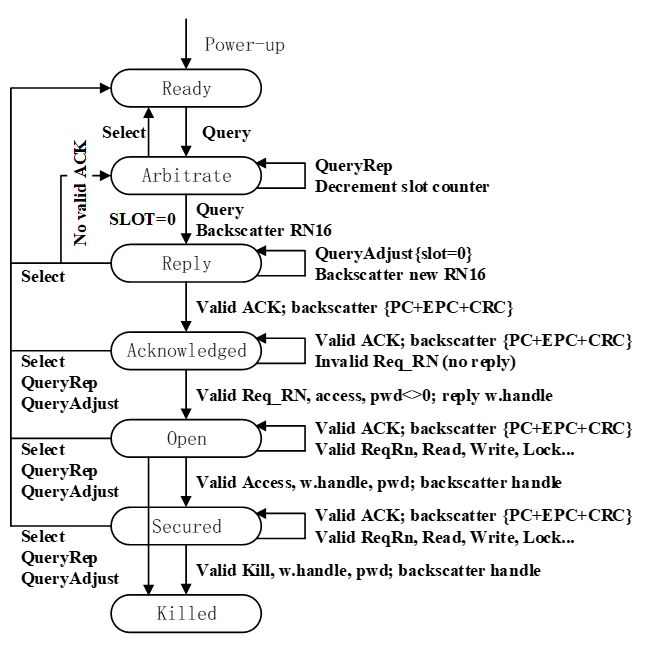 Power-up
Ready
Select
Query
No valid ACK
Arbitrate
QueryRep
Decrement slot counter
SLOT=0
Query
Backscatter RN16
Reply
QueryAdjust{slot=0}
Backscatter new RN16
Select
Valid ACK; backscatter {PC+EPC+CRC}
Acknowledged
Valid ACK; backscatter {PC+EPC+CRC}
Invalid Req_RN (no reply)
Select
QueryRep
QueryAdjust
Valid Req_RN, access, pwd<>0; reply w.handle
Open
Valid ACK; backscatter {PC+EPC+CRC}
Valid ReqRn, Read, Write, Lock...
Select
QueryRep
QueryAdjust
Valid Access, w.handle, pwd; backscatter handle
Secured
Valid ACK; backscatter {PC+EPC+CRC}
Valid ReqRn, Read, Write, Lock...
Select
QueryRep
QueryAdjust
Valid Kill, w.handle, pwd; backscatter handle
Killed